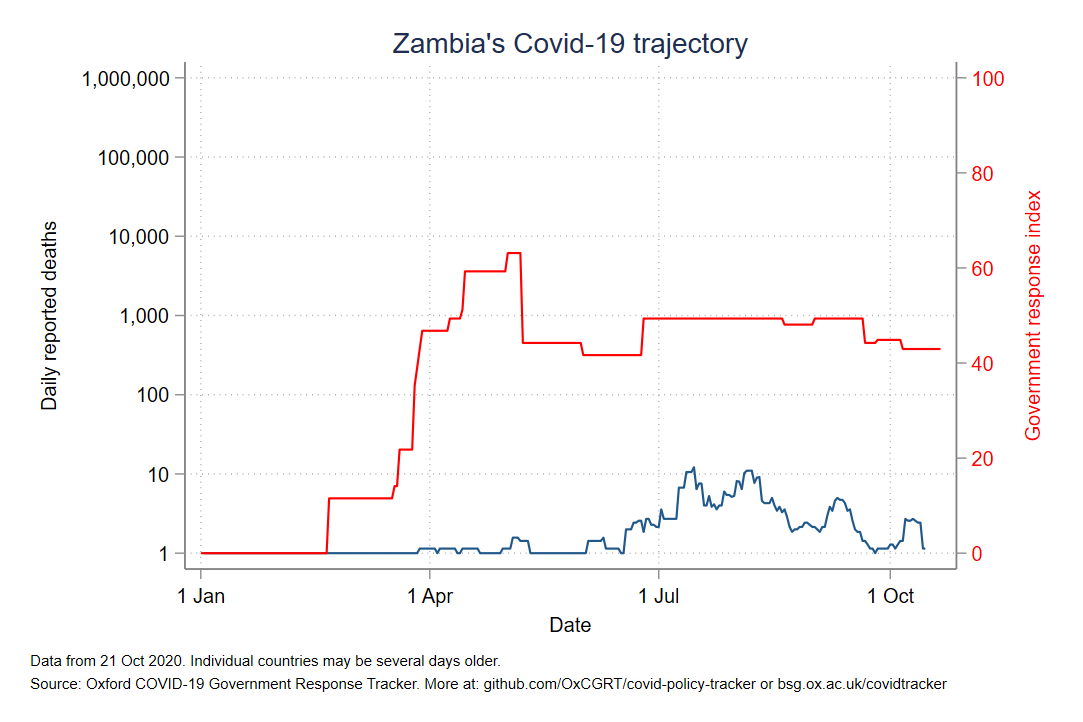 Zambia's Covid-19 trajectory
1,000,000
100,000
10,000
1,000
100
10
1
Daily reported deaths
100
80
60
40
20
0
Government response index
1 Jan
1 Apr
1 Jul
1 Oct
Date
Data from 21 Oct 2020. Individual countries may be several days older.
Source: Oxford COVID-19 Government Response Tracker. More at: github.com/OxCGRT/covid-policy-tracker or bsg.ox.ac.uk/covidtracker